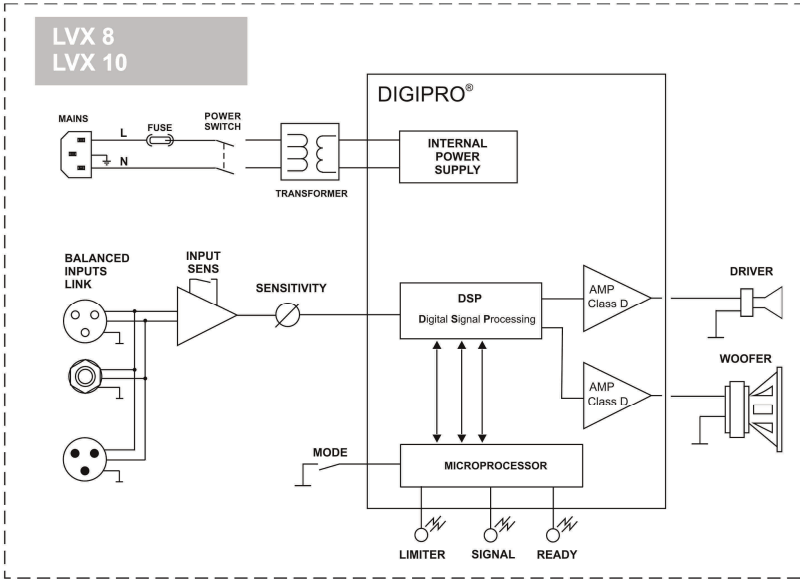 LVX 8
LVX 10
DIGIPRO®
MAINS
L
FUSE
POWER
SWITCH
N
TRANSFORMER
INTERNAL
POWER
SUPPLY
BALANCED
INPUTS
LINK
INPUT
SENS
SENSITIVITY
DSP
Digital Signal Processing
AMP
Class D
DRIVER
AMP
Class D
WOOFER
MODE
MICROPROCESSOR
LIMITER
SIGNAL
READY